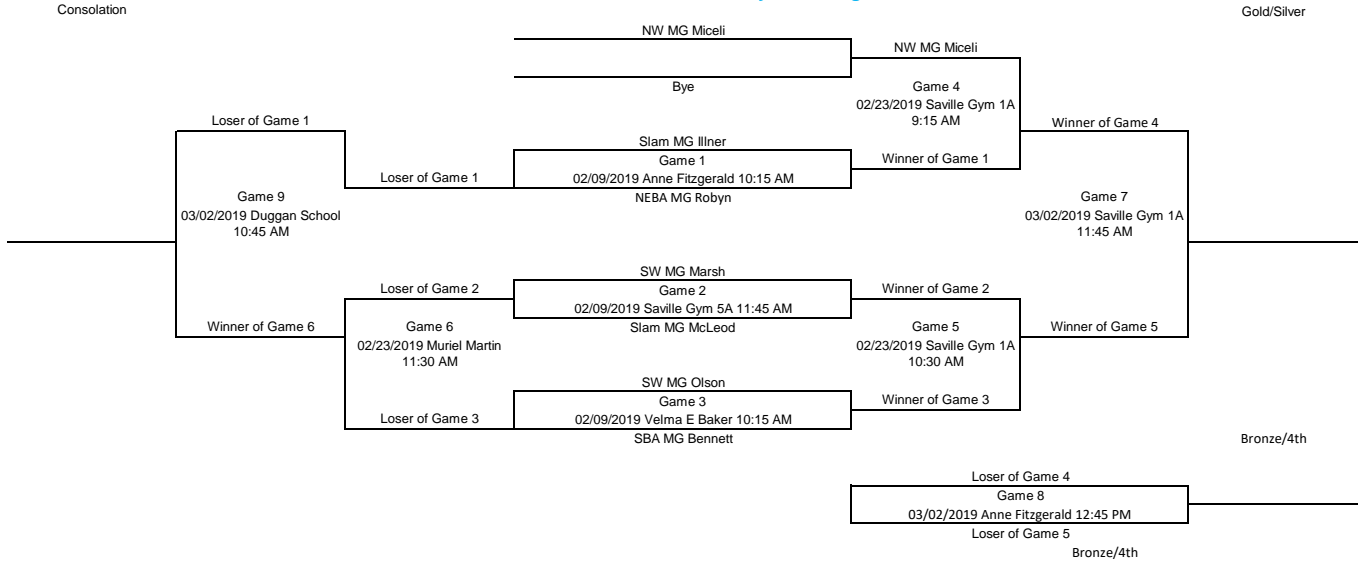 Consolation
Gold/Silver
NW MG Miceli
NW MG Miceli
Bye
Game 4
02/23/2019 Saville Gym 1A
9:15 AM
Loser of Game 1
Winner of Game 4
Slam MG Illner
Game 1
Winner of Game 1
Loser of Game 1
02/09/2019 Anne Fitzgerald 10:15 AM
NEBA MG Robyn
Game 9
03/02/2019 Duggan School
10:45 AM
Game 7
03/02/2019 Saville Gym 1A
11:45 AM
SW MG Marsh
Loser of Game 2
Game 2
Winner of Game 2
02/09/2019 Saville Gym 5A 11:45 AM
Slam MG McLeod
Winner of Game 6
Game 6
02/23/2019 Muriel Martin
11:30 AM
Game 5
02/23/2019 Saville Gym 1A
10:30 AM
Winner of Game 5
SW MG Olson
Game 3
Winner of Game 3
Loser of Game 3
02/09/2019 Velma E Baker 10:15 AM
SBA MG Bennett
Bronze/4th
Loser of Game 4
Game 8
03/02/2019 Anne Fitzgerald 12:45 PM
Loser of Game 5
Bronze/4th